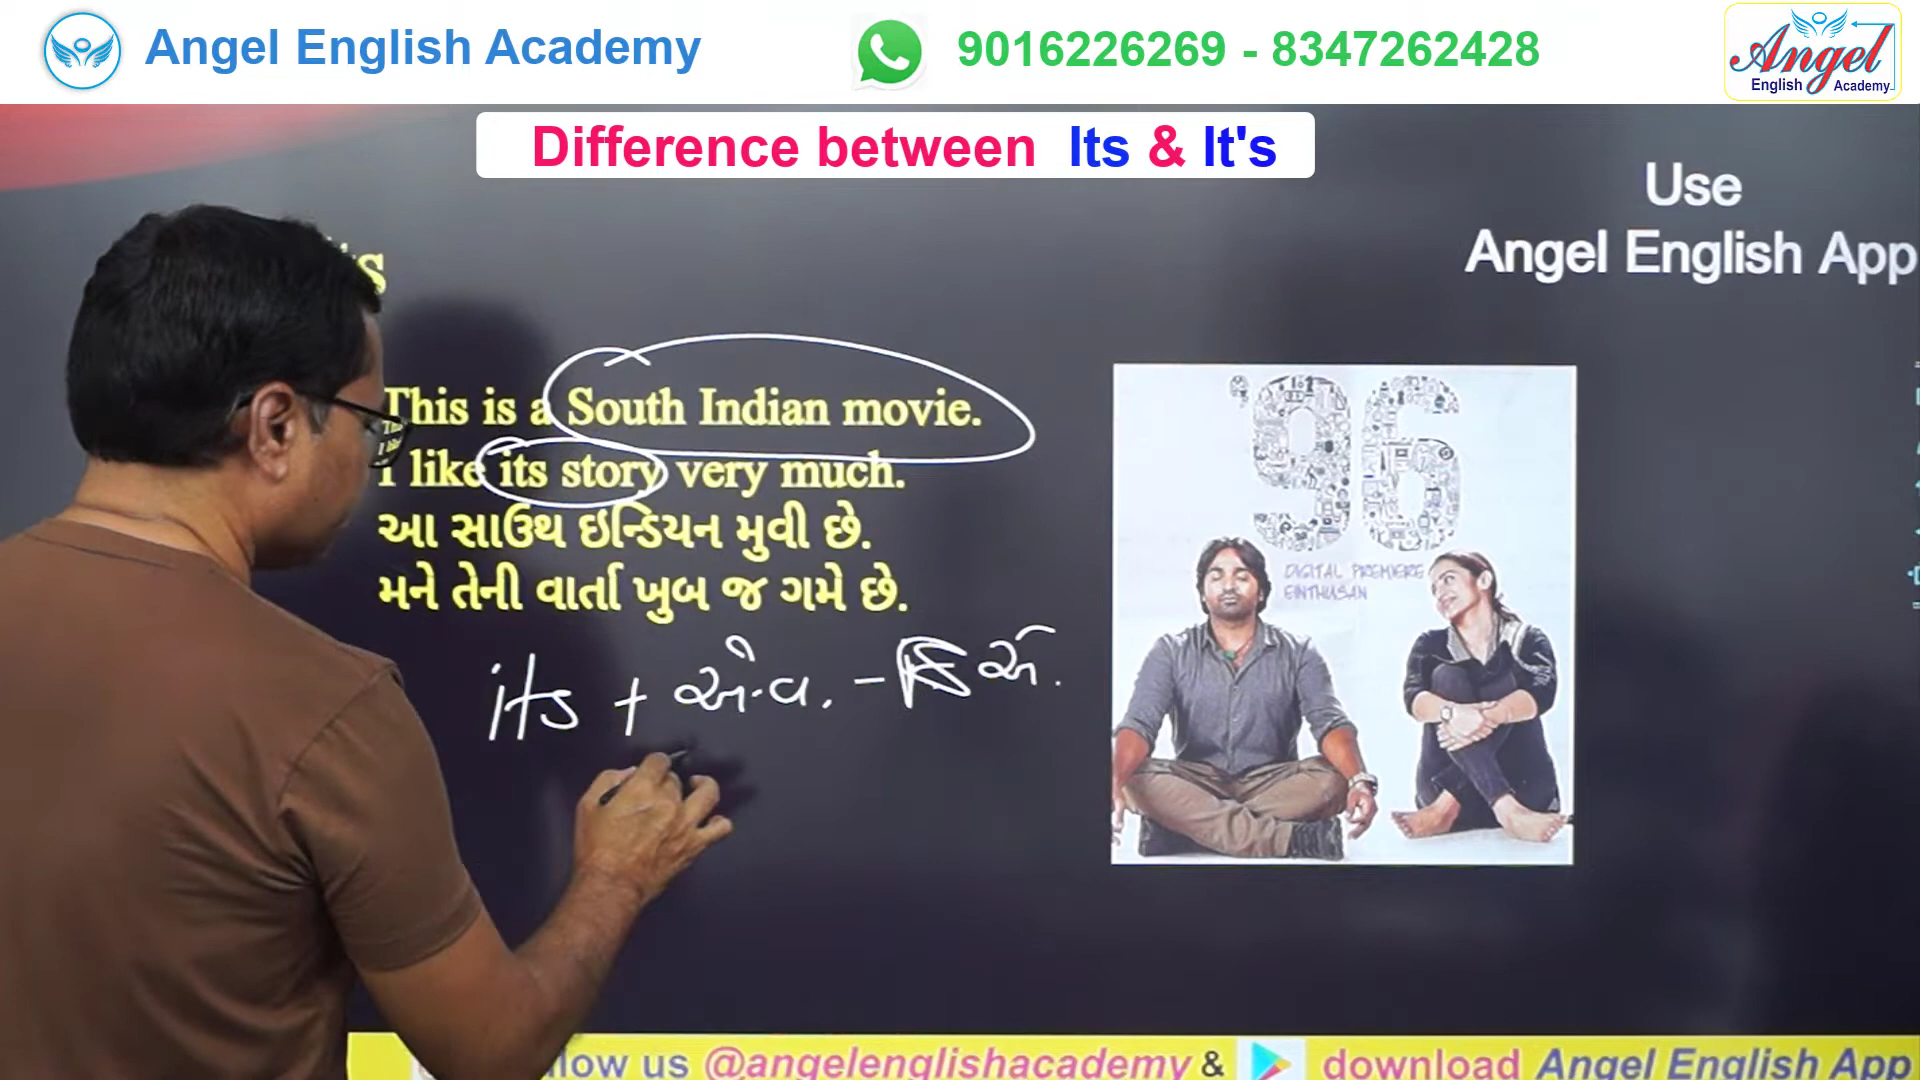 Angel English Academy
9016226269 - 8347262428
Angel
English Academy
Difference between Its & It's
Use
Angel English App
This is a South Indian movie.
I like its story very much.
આ સાઉથ ઇન્ડિયન મુવી છે.
મને તેની વાર્તા ખુબ જ ગમે છે.
its + એ.વ. -
96
DIGITAL PREMIERE
EINTHUSAN
us @angelenglishacademy & download Angel English App